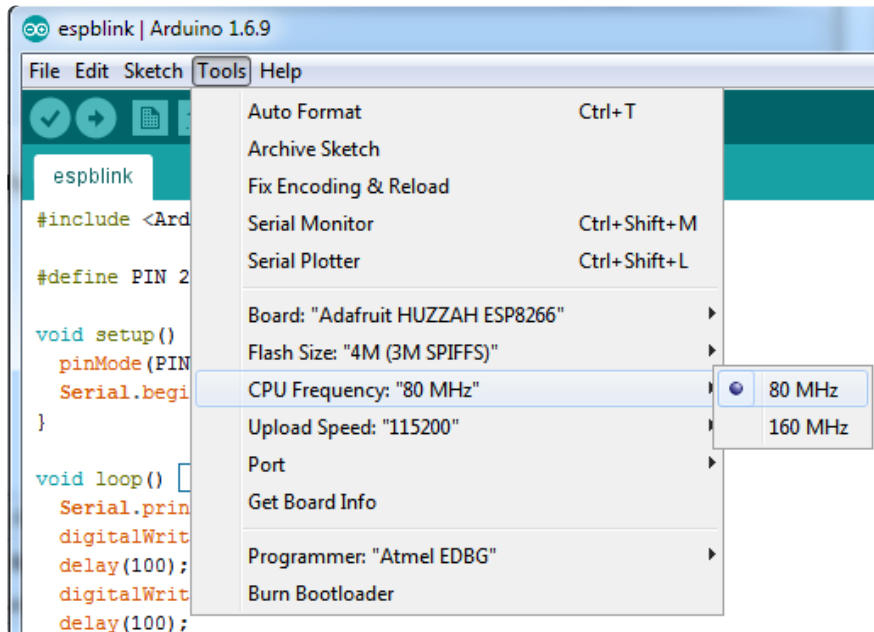 espblink | Arduino 1.6.9
File Edit Sketch Tools Help
espblink
#include <Ard
#define PIN 2
void setup()
pinMode(PIN
Serial.begi
}
void loop()
Serial.prin
digitalWrit
delay(100);
digitalWrit
delay(100);
Auto Format Ctrl+T
Archive Sketch
Fix Encoding & Reload
Serial Monitor Ctrl+Shift+M
Serial Plotter Ctrl+Shift+L
Board: "Adafruit HUZZAH ESP8266"
Flash Size: "4M (3M SPIFFS)"
CPU Frequency: "80 MHz"
Upload Speed: "115200"
Port
Get Board Info
Programmer: "Atmel EDBG"
Burn Bootloader
80 MHz
160 MHz